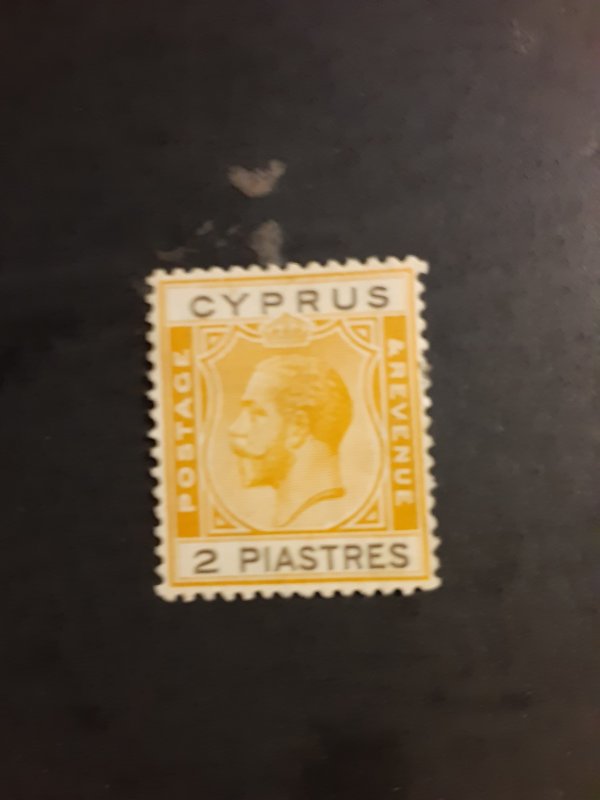 CYPRUS
POSTAGE
& REVENUE
2 PIASTRES